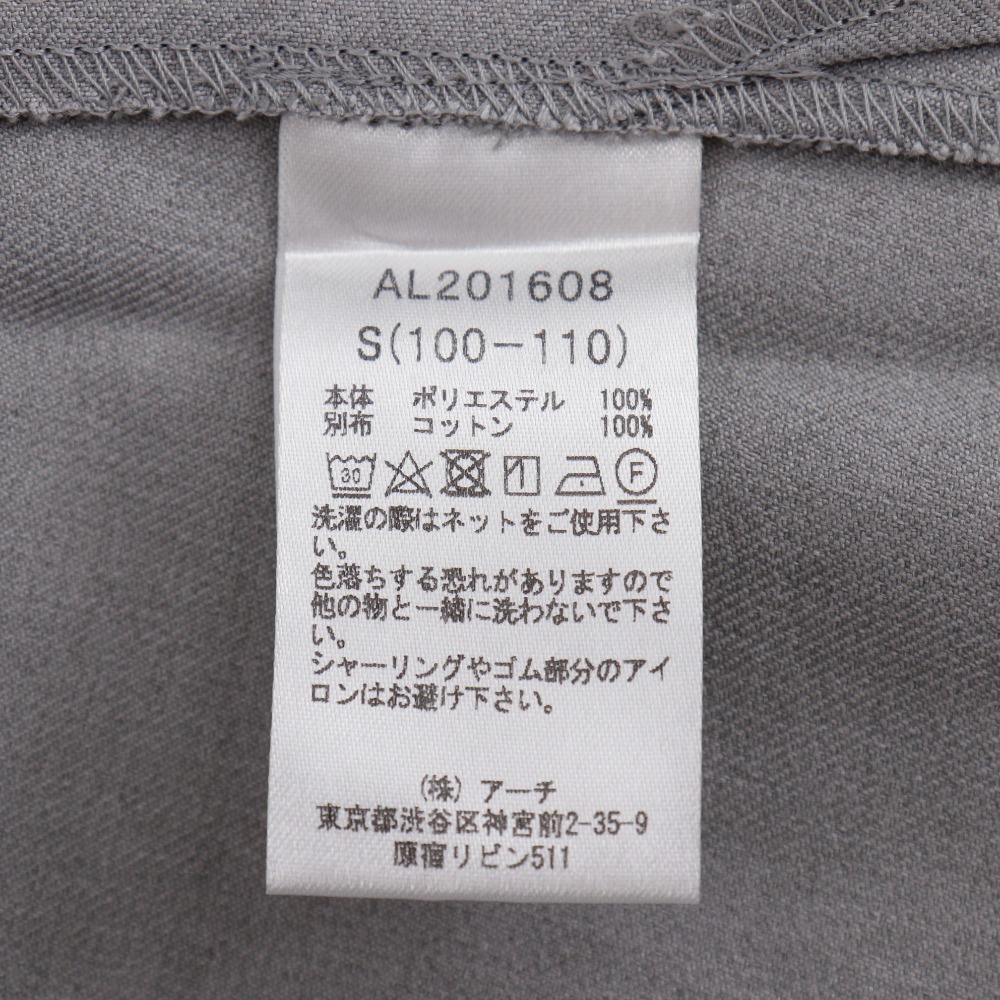 AL201608
S(100-110)
本体 ポリエステル 100%
別布 コットン 100%
30 F
洗濯の際はネットをご使用下さ
い。
色落ちする恐れがありますので
他の物と一緒に洗わないで下さ
い。
シャーリングやゴム部分のアイ
ロンはお避け下さい。
(株) アーチ
東京都渋谷区神宮前2-35-9
原宿リビン511